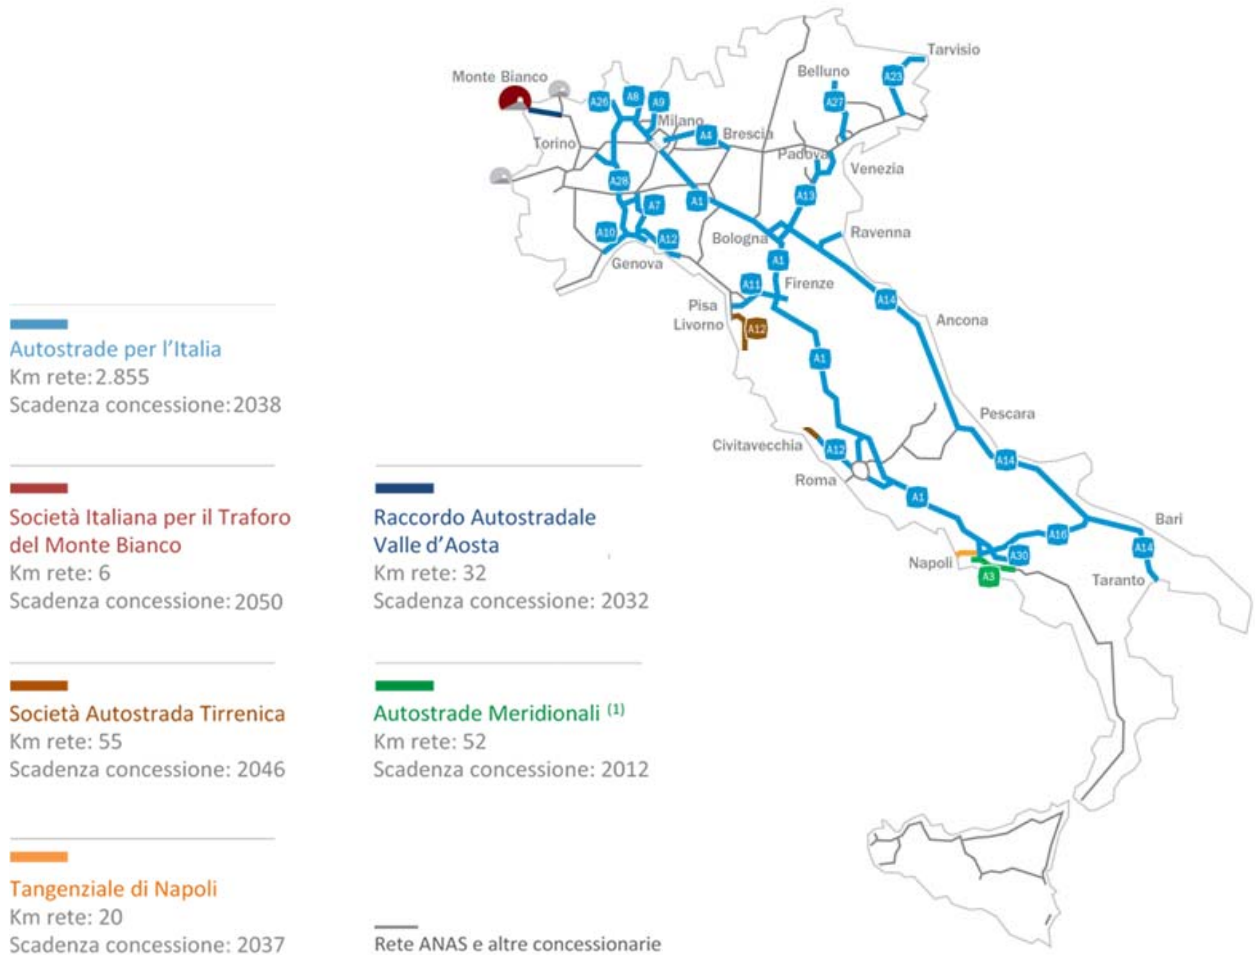 Autostrade per l’Italia
Km rete: 2.855
Scadenza concessione: 2038
Società Italiana per il Traforo
del Monte Bianco
Km rete: 6
Scadenza concessione: 2050
Raccordo Autostradale
Valle d’Aosta
Km rete: 32
Scadenza concessione: 2032
Società Autostrada Tirrenica
Km rete: 55
Scadenza concessione: 2046
Autostrade Meridionali (1)
Km rete: 52
Scadenza concessione: 2012
Tangenziale di Napoli
Km rete: 20
Scadenza concessione: 2037
Rete ANAS e altre concessionarie
Tarvisio
Belluno
A23
Monte Bianco
A26
A8
A9
A27
Milano
A4
Brescia
Torino
Padova
Venezia
A28
A7
A1
A13
A10
A12
Bologna
Ravenna
Genova
A1
A11
Firenze
Pisa
A14
Livorno
A12
Ancona
A1
Pescara
Civitavecchia
A12
A14
Roma
A1
Bari
A16
A14
Napoli
A30
A3
Taranto